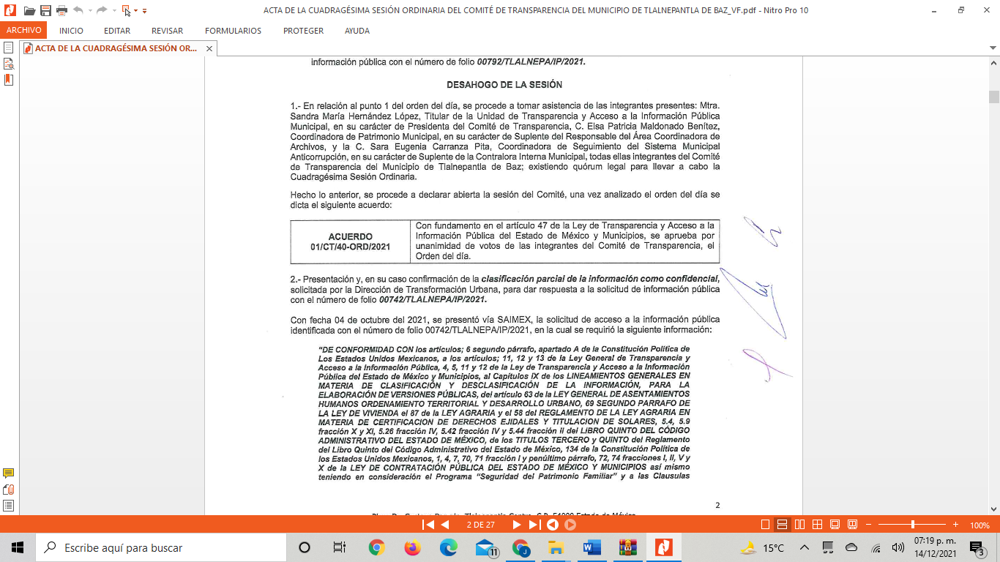 ACTA DE LA CUADRAGÉSIMA SESIÓN ORDINARIA DEL COMITÉ DE TRANSPARENCIA DEL MUNICIPIO DE TLALNEPANTLA DE BAZ_VF.pdf - Nitro Pro 10
ARCHIVO INICIO EDITAR REVISAR FORMULARIOS PROTEGER AYUDA
ACTA DE LA CUADRAGÉSIMA SESIÓN OR...
información pública con el número de folio 00792/TLALNEPA/IP/2021.
DESAHOGO DE LA SESIÓN
1.- En relación al punto 1 del orden del día, se procede a tomar asistencia de las integrantes presentes: Mtra.
Sandra María Hernández López, Titular de la Unidad de Transparencia y Acceso a la Información Pública
Municipal, en su carácter de Presidenta del Comité de Transparencia, C. Elsa Patricia Maldonado Benítez,
Coordinadora de Patrimonio Municipal, en su carácter de Suplente del Responsable del Área Coordinadora de
Archivos, y la C. Sara Eugenia Carranza Pita, Coordinadora de Seguimiento del Sistema Municipal
Anticorrupción, en su carácter de Suplente de la Contralora Interna Municipal, todas ellas integrantes del Comité
de Transparencia del Municipio de Tlalnepantla de Baz; existiendo quórum legal para llevar a cabo la
Cuadragésima Sesión Ordinaria.
Hecho lo anterior, se procede a declarar abierta la sesión del Comité, una vez analizado el orden del día se
dicta el siguiente acuerdo:
ACUERDO
01/CT/40-ORD/2021
Con fundamento en el artículo 47 de la Ley de Transparencia y Acceso a la
Información Pública del Estado de México y Municipios, se aprueba por
unanimidad de votos de las integrantes del Comité de Transparencia, el
Orden del día.
2.- Presentación y, en su caso confirmación de la clasificación parcial de la información como confidencial,
solicitada por la Dirección de Transformación Urbana, para dar respuesta a la solicitud de información pública
con el número de folio 00742/TLALNEPA/IP/2021.
Con fecha 04 de octubre del 2021, se presentó vía SAIMEX, la solicitud de acceso a la información pública
identificada con el número de folio 00742/TLALNEPA/IP/2021, en la cual se requirió la siguiente información:
"DE CONFORMIDAD CON los artículos; 6 segundo párrafo, apartado A de la Constitución Política de
Los Estados Unidos Mexicanos, a los artículos; 11, 12 y 13 de la Ley General de Transparencia y
Acceso a la Información Pública, 4, 5, 11 y 12 de la Ley de Transparencia y Acceso a la Información
Pública del Estado de México y Municipios, al Capítulos IX de los LINEAMIENTOS GENERALES EN
MATERIA DE CLASIFICACIÓN Y DESCLASIFICACIÓN DE LA INFORMACIÓN, PARA LA
ELABORACIÓN DE VERSIONES PÚBLICAS, del artículo 63 de la LEY GENERAL DE ASENTAMIENTOS
HUMANOS ORDENAMIENTO TERRITORIAL Y DESARROLLO URBANO, 69 SEGUNDO PARRAFO DE
LA LEY DE VIVIENDA el 87 de la LEY AGRARIA y el 58 del REGLAMENTO DE LA LEY AGRARIA EN
MATERIA DE CERTIFICACION DE DERECHOS EJIDALES Y TITULACION DE SOLARES, 5.4, 5.9
fracción X y XI, 5.26 fracción IV, 5.42 fracción IV y 5.44 fracción II del LIBRO QUINTO DEL CÓDIGO
ADMINISTRATIVO DEL ESTADO DE MÉXICO, de los TITULOS TERCERO y QUINTO del Reglamento
del Libro Quinto del Código Administrativo del Estado de México, 134 de la Constitución Política de
los Estados Unidos Mexicanos, 1, 4, 7, 70, 71 fracción I y penúltimo párrafo, 72, 74 fracciones I, II, V y
X de la LEY DE CONTRATACIÓN PÚBLICA DEL ESTADO DE MÉXICO Y MUNICIPIOS así mismo
teniendo en consideración el Programa "Seguridad del Patrimonio Familiar" y a las Clausulas
2
2 DE 27
100%
Escribe aquí para buscar
11
J
15°C
07:19 p. m.
14/12/2021
3